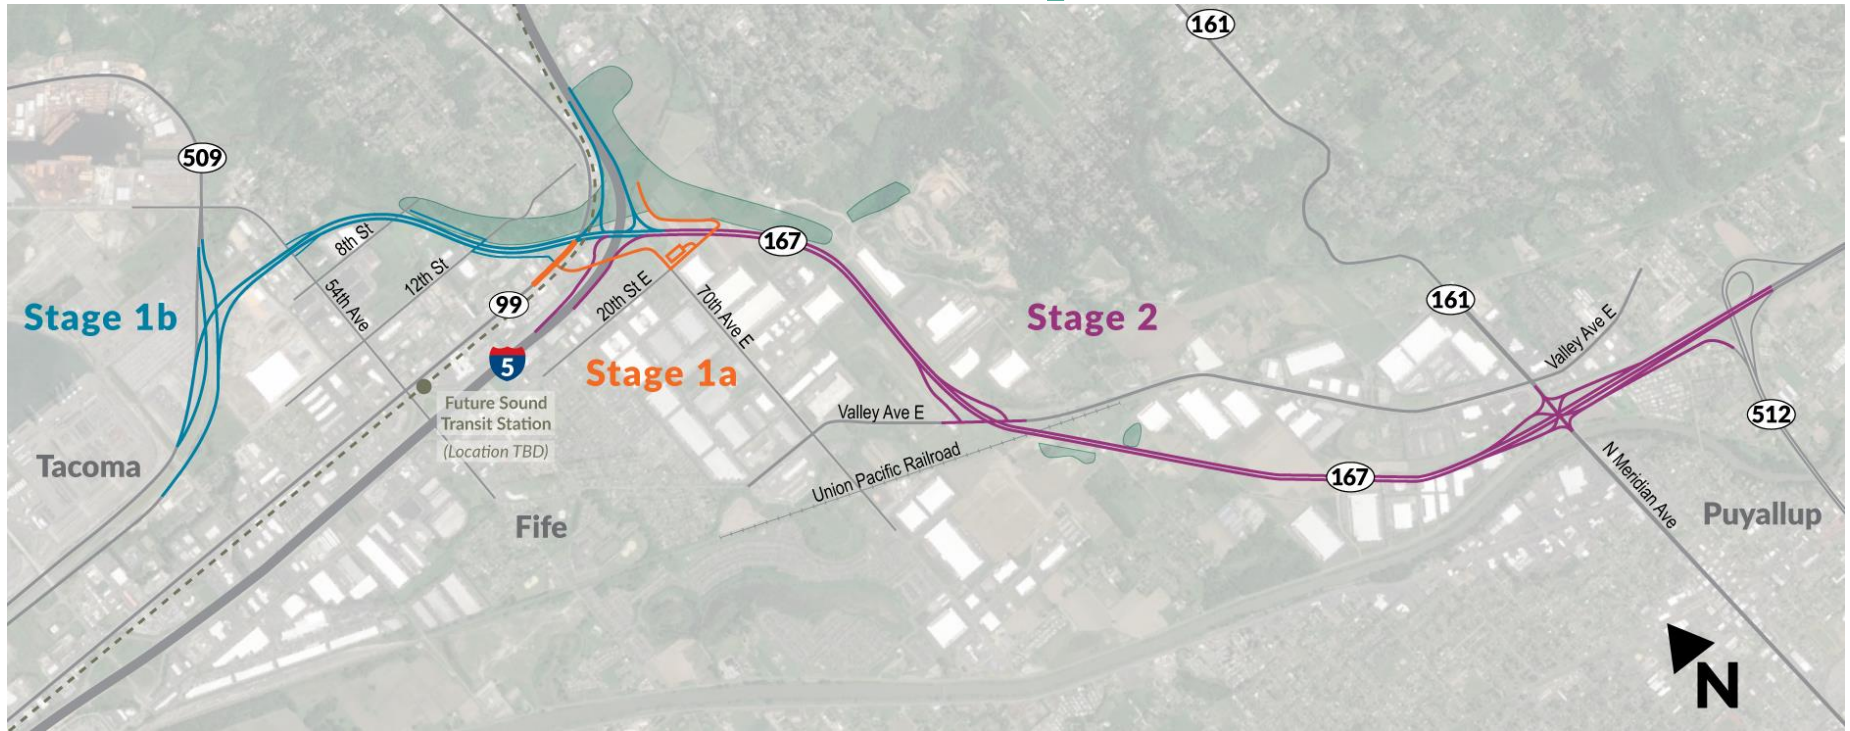 161
509
8th St
167
12th St
54th Ave
20th St E
70th Ave E
99
161
Stage 1b
Stage 2
Valley Ave E
5
Stage 1a
Future Sound
Transit Station
(Location TBD)
Valley Ave E
512
Tacoma
Union Pacific Railroad
167
N Meridian Ave
Fife
Puyallup
N